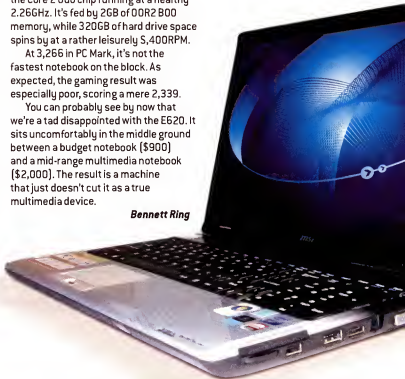 the Core 2 Duo chip running at a healthy
2.26GHz. It's fed by 2GB of DDR2 800
memory, while 320GB of hard drive space
spins by at a rather leisurely 5,400RPM.
At 3,266 in PC Mark, it's not the
fastest notebook on the block. As
expected, the gaming result was
especially poor, scoring a mere 2,339.
You can probably see by now that
we're a tad disappointed with the E620. It
sits uncomfortably in the middle ground
between a budget notebook ($900)
and a mid-range multimedia notebook
($2,000). The result is a machine
that just doesn't cut it as a true
multimedia device.
Bennett Ring
msi